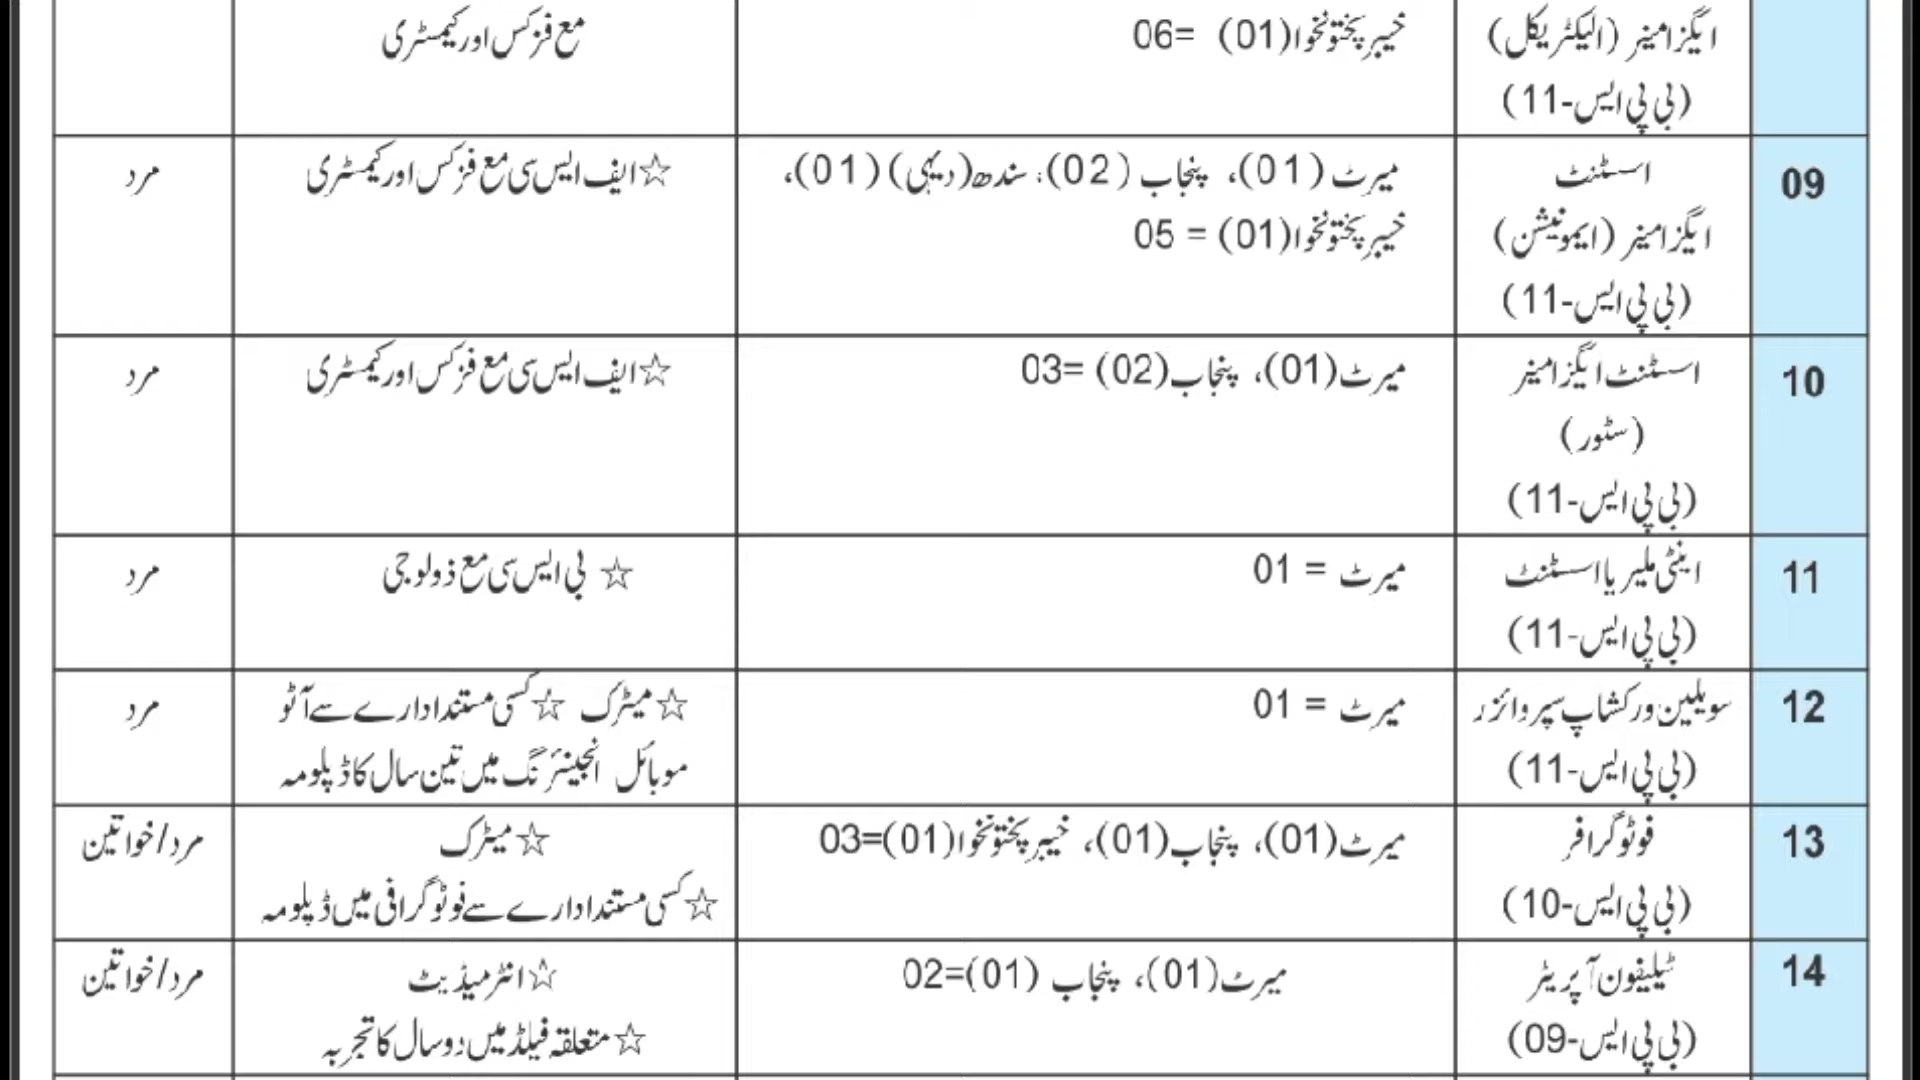 ایگزامینر (الیکٹریکل) خیبر پختونخوا(01) =06 مع فزکس اور کیمسٹری
(بی پی ایس-11)
09 اسسٹنٹ میرٹ (01)، پنجاب (02)، سندھ(دیہی)(01)، ☆ایف ایس سی مع فزکس اور کیمسٹری مرد
ایگزامینر (ایمونیشن) خیبر پختونخوا(01) = 05
(بی پی ایس-11)
10 اسسٹنٹ ایگزامینر میرٹ(01)، پنجاب(02) =03 ☆ایف ایس سی مع فزکس اور کیمسٹری مرد
(سٹور)
(بی پی ایس-11)
11 اینٹی ملیریا اسسٹنٹ میرٹ = 01 ☆ بی ایس سی مع ذولوجی مرد
(بی پی ایس-11)
12 سویلین ورکشاپ سپروائزر میرٹ = 01 ☆میٹرک ☆کسی مستند ادارے سے آٹو مرد
(بی پی ایس-11) موبائل انجینئرنگ میں تین سال کا ڈپلومہ
13 فوٹوگرافر میرٹ(01)، پنجاب(01)، خیبر پختونخوا(01)=03 ☆میٹرک مرد/خواتین
(بی پی ایس-10) ☆کسی مستند ادارے سے فوٹوگرافی میں ڈپلومہ
14 ٹیلیفون آپریٹر میرٹ(01)، پنجاب (01)=02 ☆انٹرمیڈیٹ مرد/خواتین
(بی پی ایس-09) ☆متعلقہ فیلڈ میں دو سال کا تجربہ